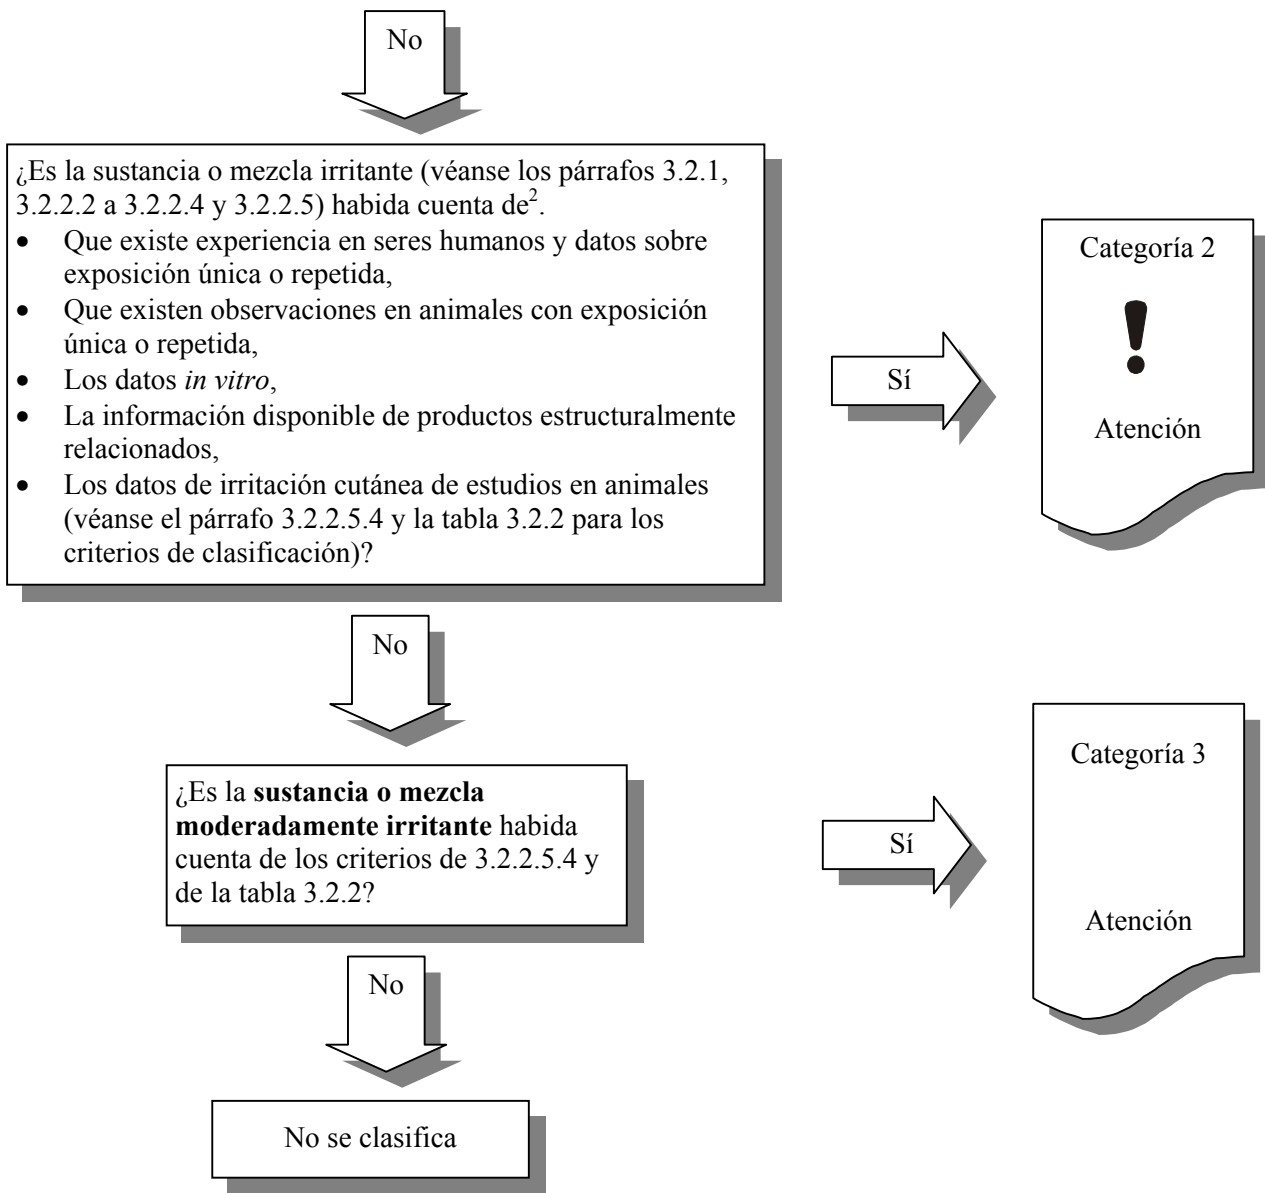 No
¿Es la sustancia o mezcla irritante (véanse los párrafos 3.2.1,
3.2.2.2 a 3.2.2.4 y 3.2.2.5) habida cuenta de².
• Que existe experiencia en seres humanos y datos sobre
exposición única o repetida,
• Que existen observaciones en animales con exposición
única o repetida,
• Los datos in vitro,
• La información disponible de productos estructuralmente
relacionados,
• Los datos de irritación cutánea de estudios en animales
(véanse el párrafo 3.2.2.5.4 y la tabla 3.2.2 para los
criterios de clasificación)?
Sí
Categoría 2
!
Atención
No
¿Es la sustancia o mezcla
moderadamente irritante habida
cuenta de los criterios de 3.2.2.5.4 y
de la tabla 3.2.2?
Sí
Categoría 3
Atención
No
No se clasifica